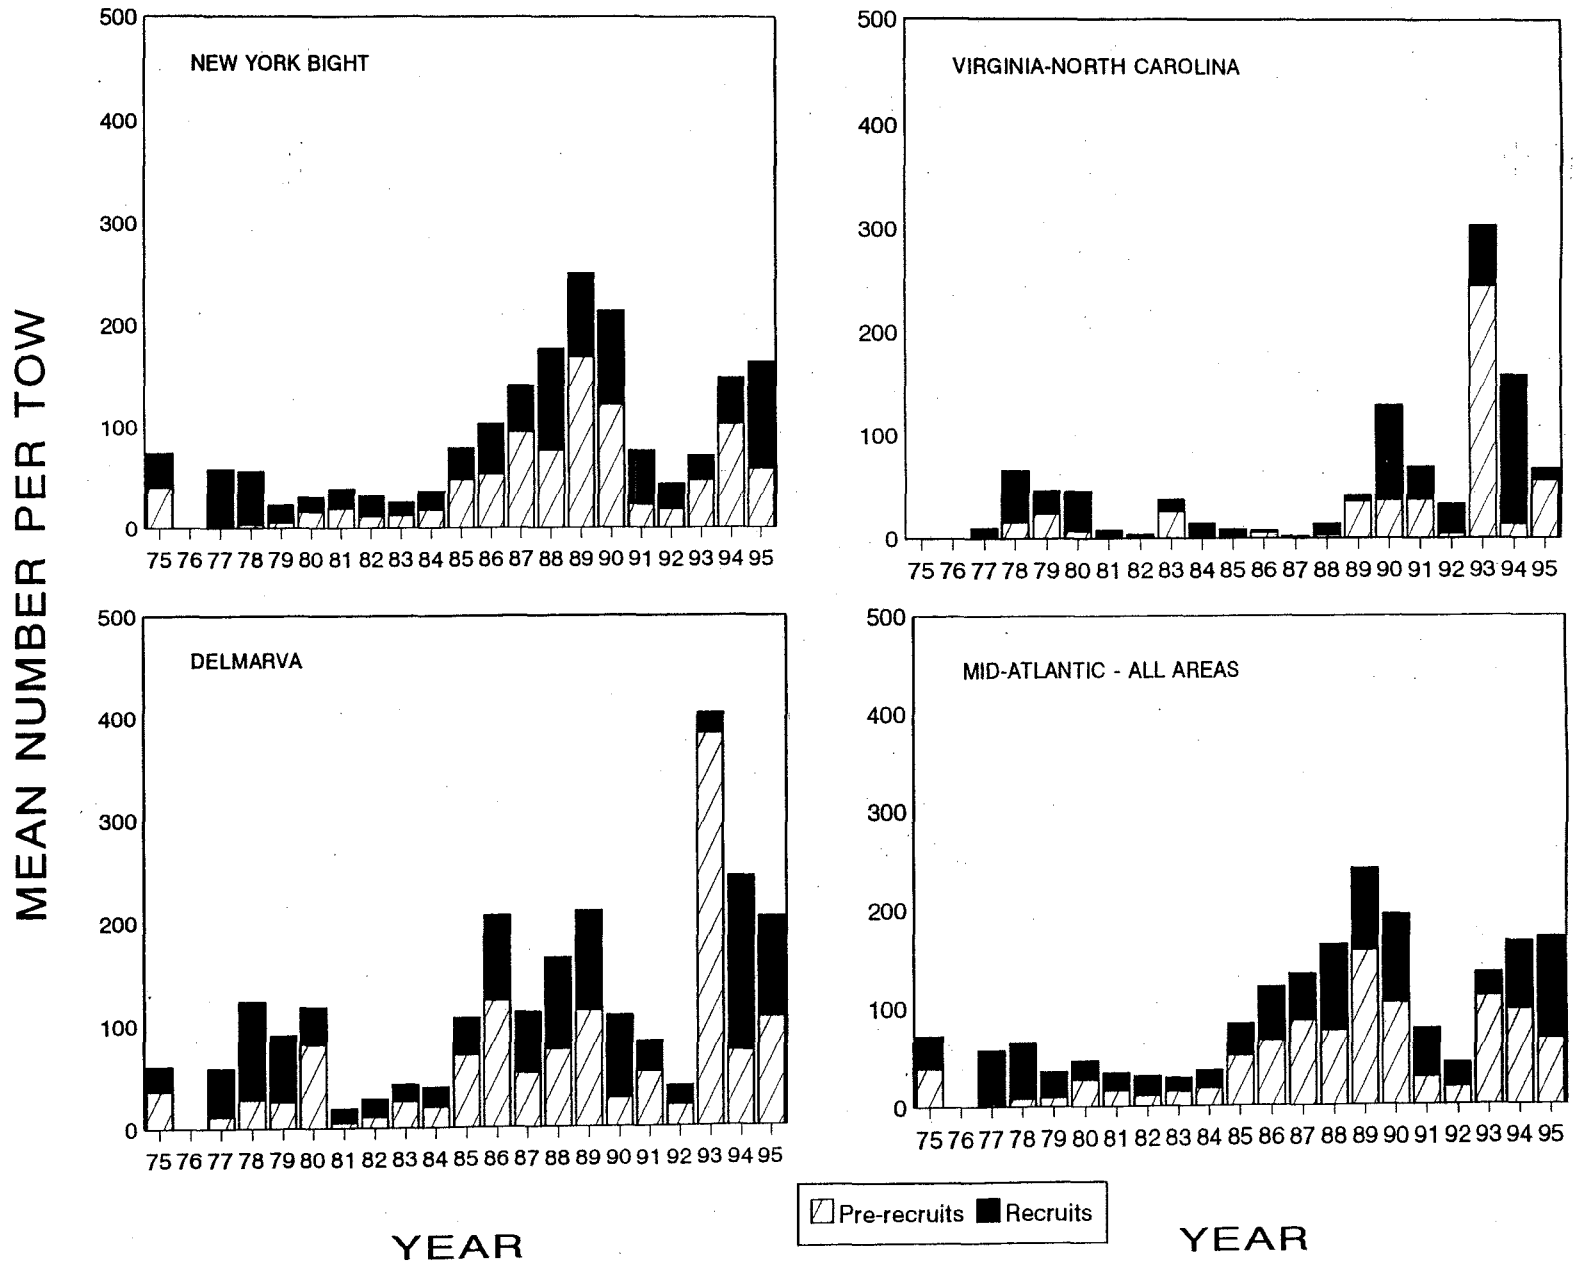 MEAN NUMBER PER TOW
NEW YORK BIGHT
500
400
300
200
100
0
75 76 77 78 79 80 81 82 83 84 85 86 87 88 89 90 91 92 93 94 95
VIRGINIA-NORTH CAROLINA
500
400
300
200
100
0
75 76 77 78 79 80 81 82 83 84 85 86 87 88 89 90 91 92 93 94 95
DELMARVA
500
400
300
200
100
0
75 76 77 78 79 80 81 82 83 84 85 86 87 88 89 90 91 92 93 94 95
MID-ATLANTIC - ALL AREAS
500
400
300
200
100
0
75 76 77 78 79 80 81 82 83 84 85 86 87 88 89 90 91 92 93 94 95
Pre-recruits Recruits
YEAR
YEAR